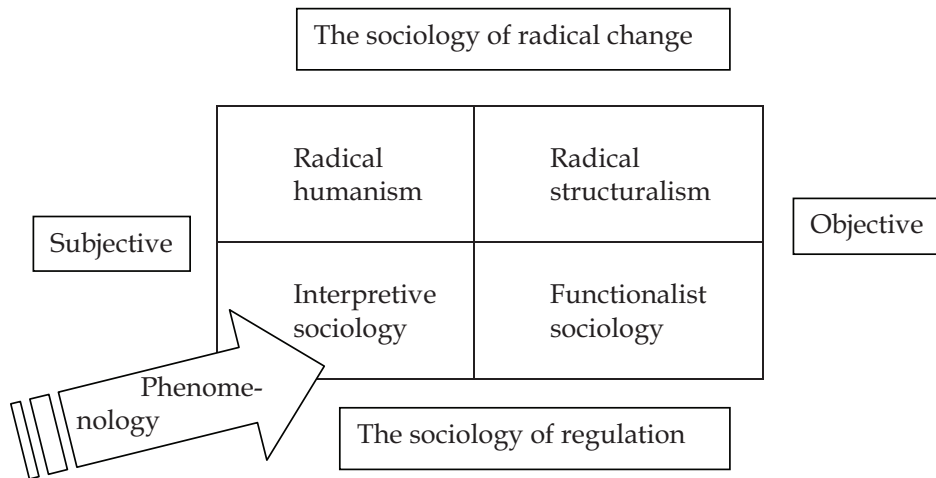 The sociology of radical change
Radical
humanism
Radical
structuralism
Subjective
Objective
Interpretive
sociology
Functionalist
sociology
Phenome-
nology
The sociology of regulation